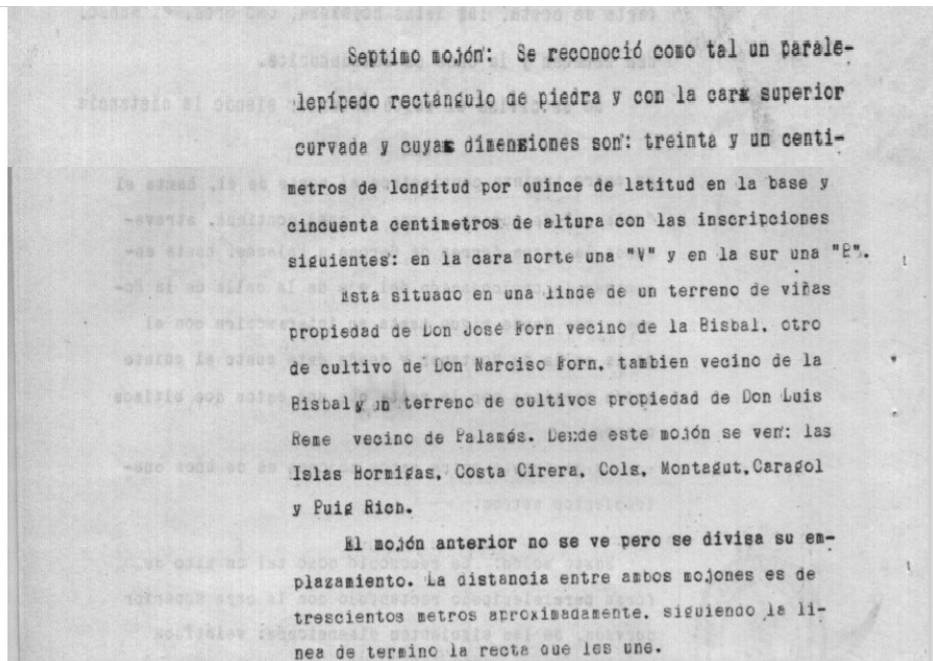 Septimo mojón: Se reconoció como tal un parale-
lepípedo rectangulo de piedra y con la cara superior
curvada y cuyas dimensiones son: treinta y un centi-
metros de longitud por quince de latitud en la base y
cincuenta centimetros de altura con las inscripciones
siguientes: en la cara norte una "V" y en la sur una "P".
Esta situado en una linde de un terreno de viñas
propiedad de Don José Forn vecino de la Bisbal, otro
de cultivo de Don Narciso Forn, tambien vecino de la
Bisbal y un terreno de cultivos propiedad de Don Luis
Reme vecino de Palamós. Desde este mojón se ven: las
Islas Hormigas, Costa Cirera, Cols, Montagut, Caragol
y Puig Rich.
El mojón anterior no se ve pero se divisa su em-
plazamiento. La distancia entre ambos mojones es de
trescientos metros aproximadamente, siguiendo la li-
nea de termino la recta que les une.